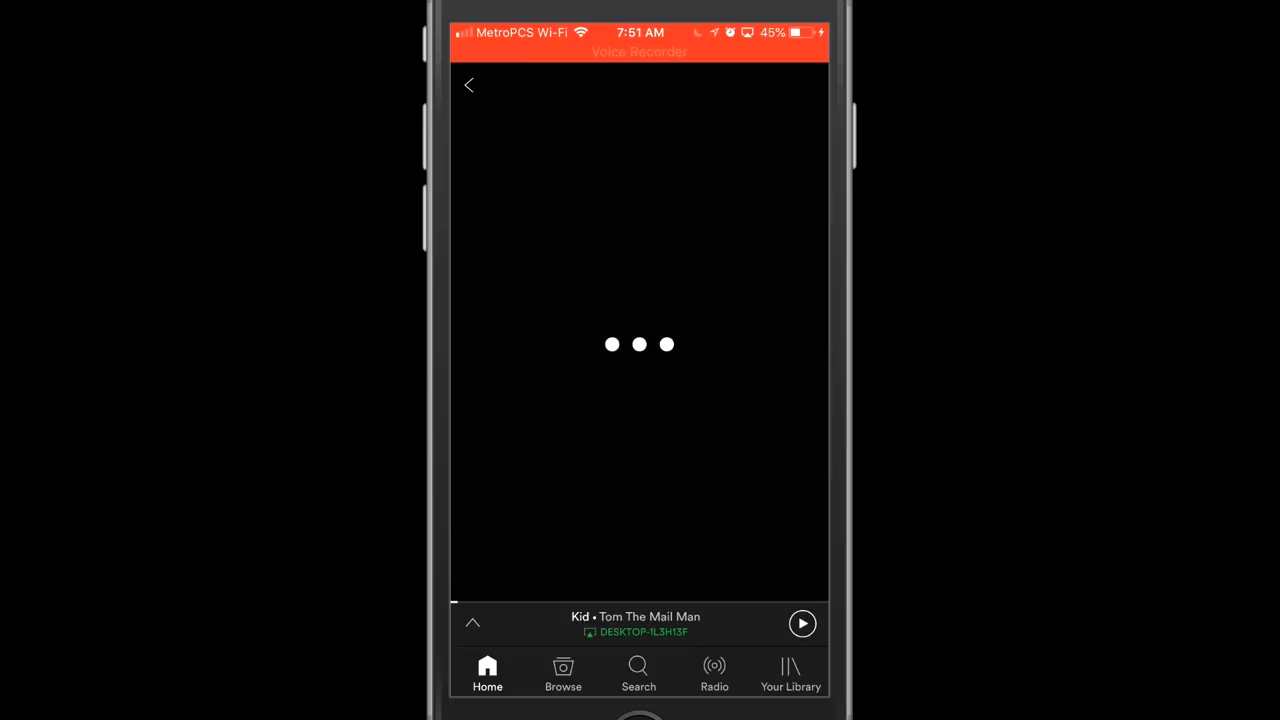 MetroPCS Wi-Fi 7:51 AM 45%
Voice Recorder
Kid • Tom The Mail Man
DESKTOP-1L3H13F
Home Browse Search Radio Your Library